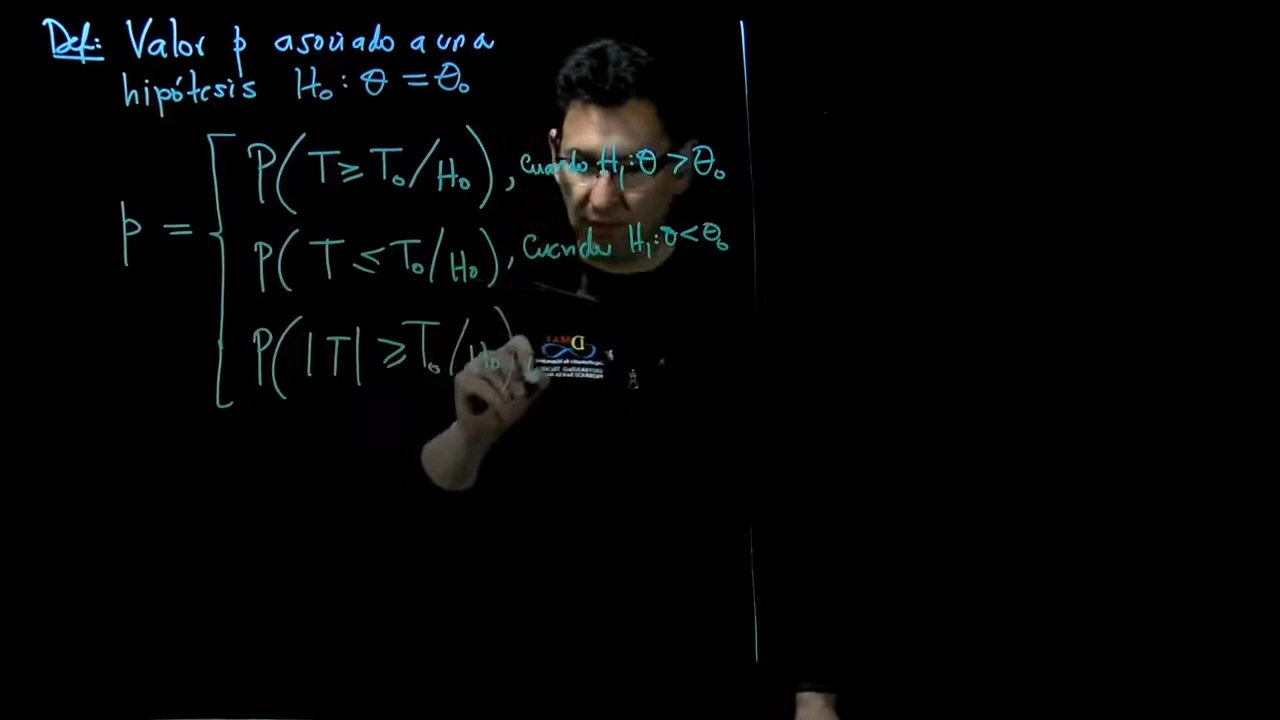 Def: Valor p asociado a una
hipótesis H₀: θ = θ₀
p =
P(T ≥ T₀/H₀), cuando H₁: θ > θ₀
P(T ≤ T₀/H₀), cuando H₁: θ < θ₀
P(|T| ≥ T₀/H₀)